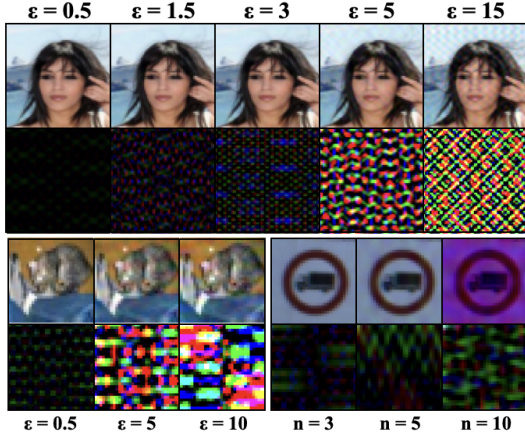 ε = 0.5 ε = 1.5 ε = 3 ε = 5 ε = 15
ε = 0.5 ε = 5 ε = 10 n = 3 n = 5 n = 10